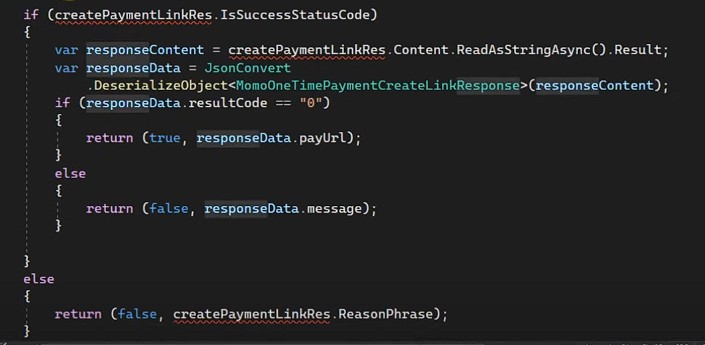 if (createPaymentLinkRes.IsSuccessStatusCode)
{
var responseContent = createPaymentLinkRes.Content.ReadAsStringAsync().Result;
var responseData = JsonConvert
.DeserializeObject<MomoOneTimePaymentCreateLinkResponse>(responseContent);
if (responseData.resultCode == "0")
{
return (true, responseData.payUrl);
}
else
{
return (false, responseData.message);
}
}
else
{
return (false, createPaymentLinkRes.ReasonPhrase);
}